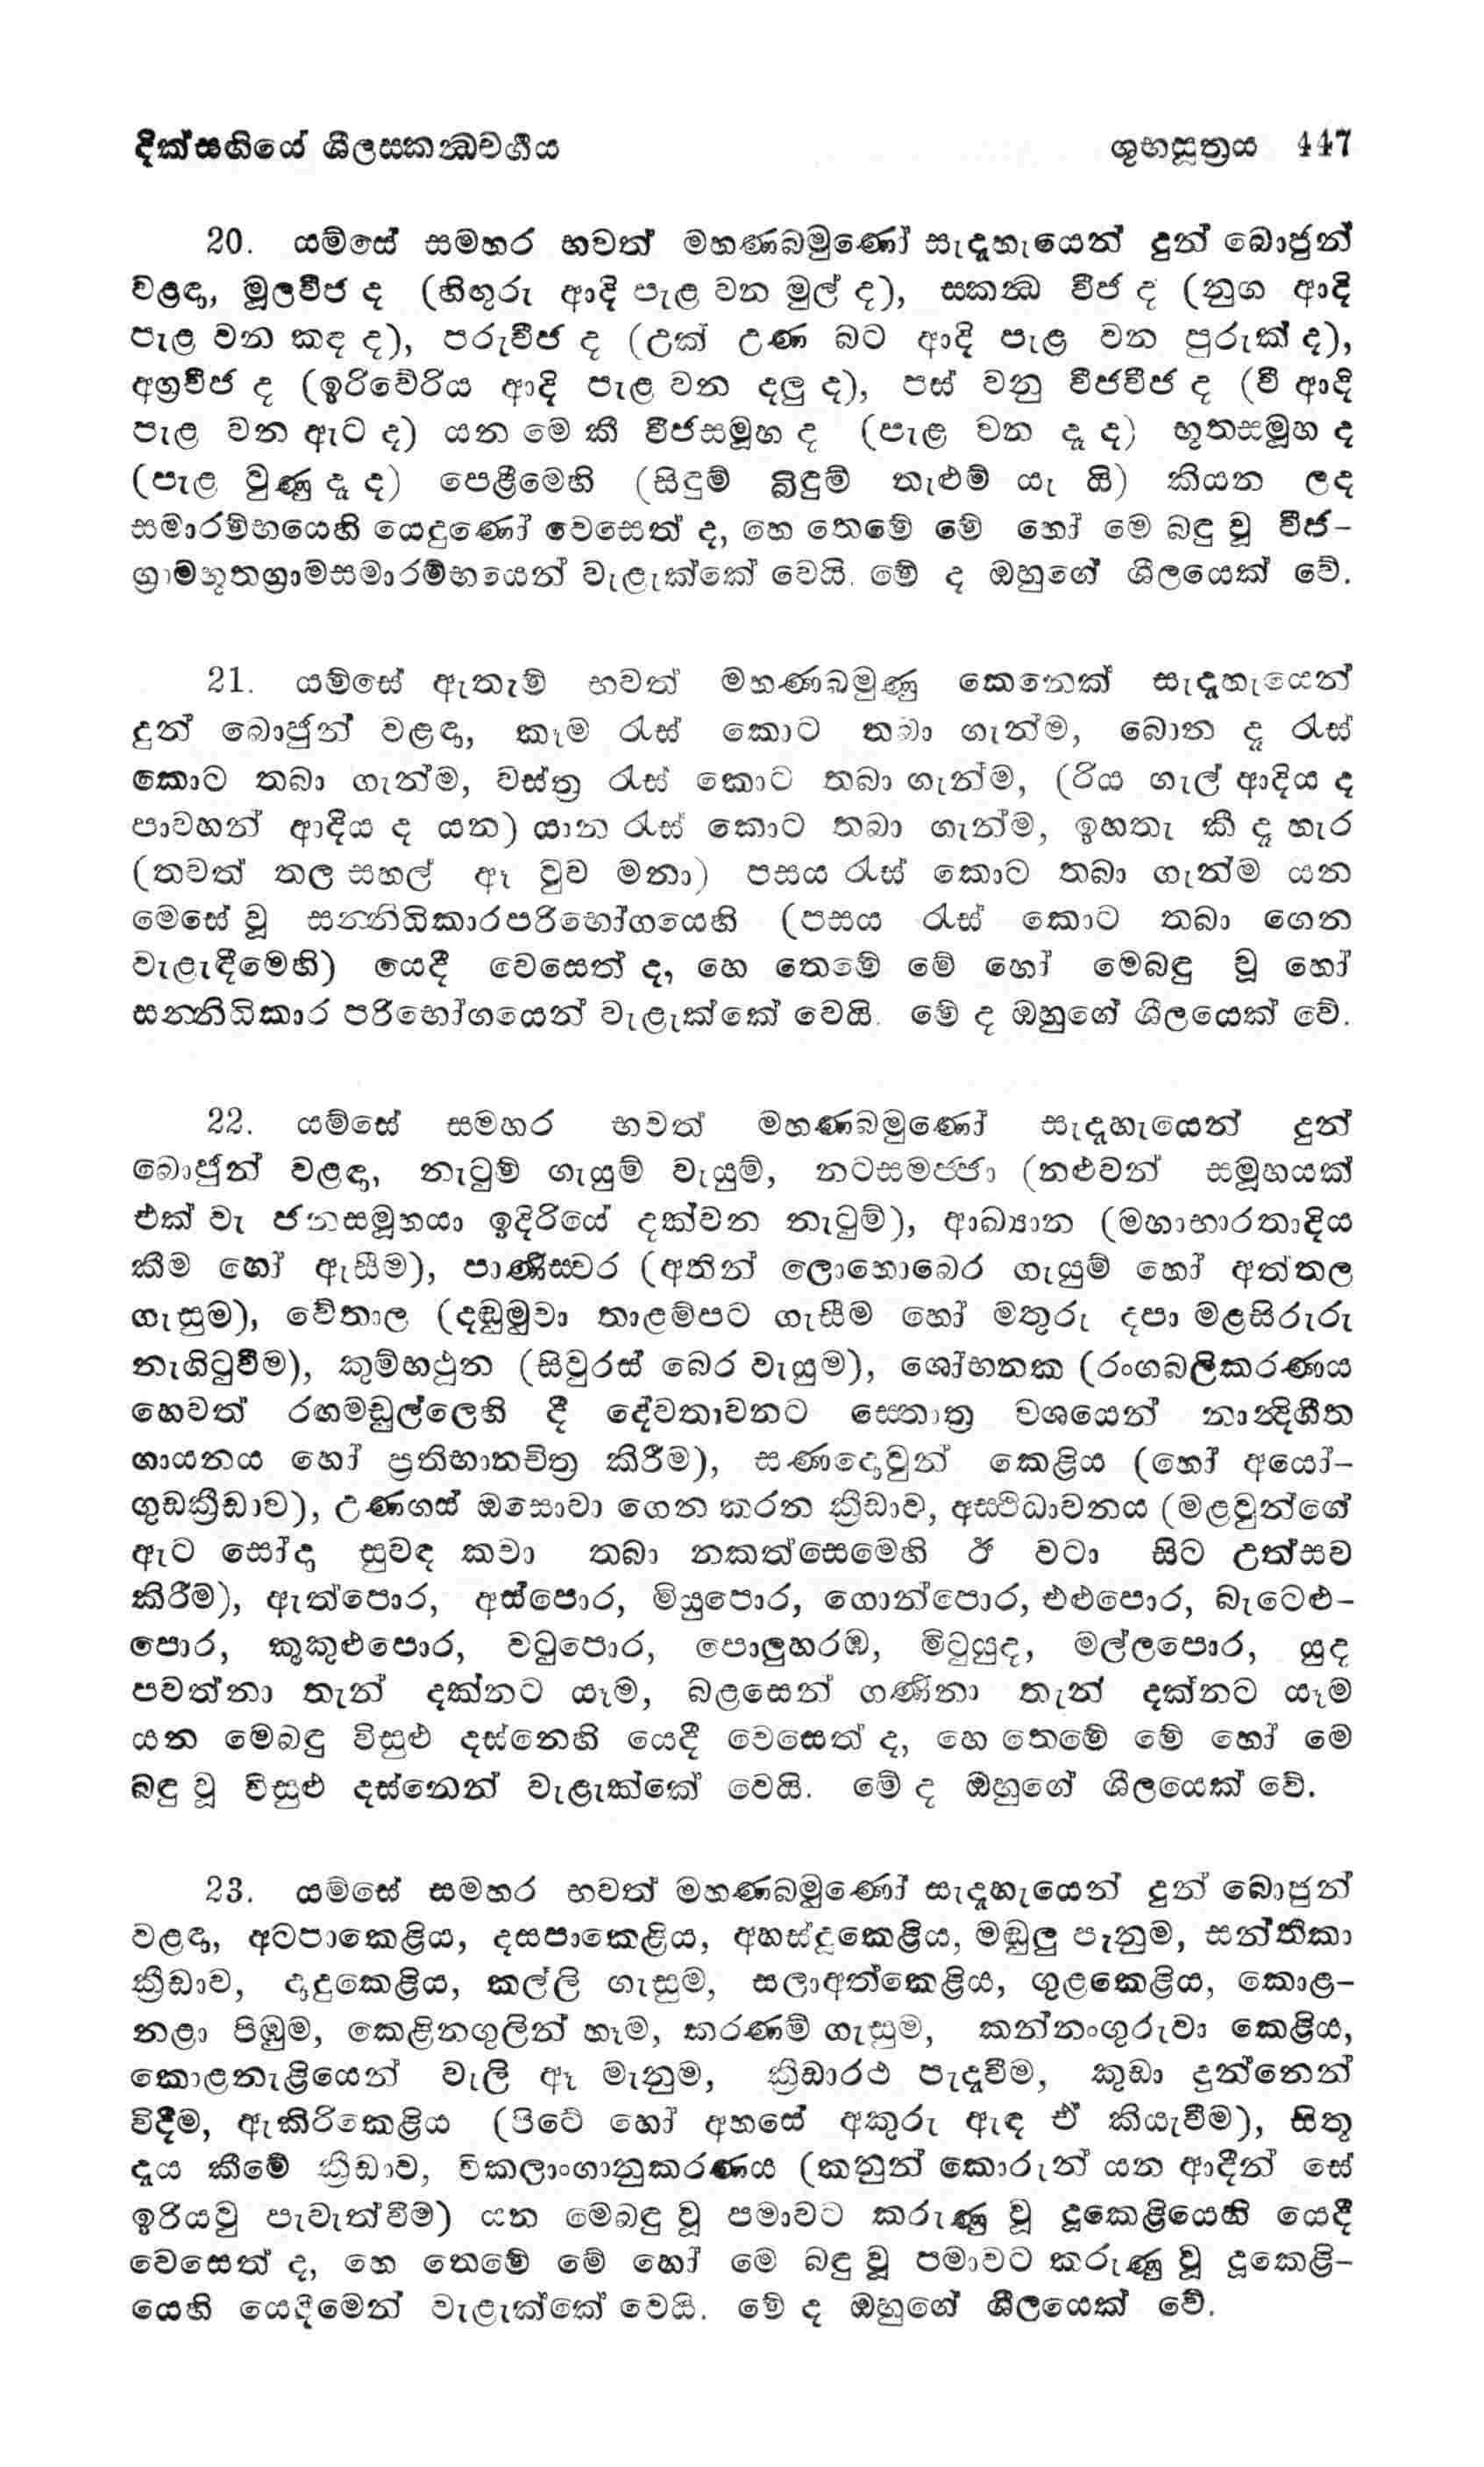 දික්සඟියේ ශීලසකන්‍ධවර්‍ගය ශුභසූත්‍රය 447
20. යම්සේ සමහර භවත් මහණබමුණෝ සැදෑහැයෙන් දුන් බොජුන්
වළඳා, මූලවීජ ද (හිඟුරු ආදි පැළ වන මුල් ද), සකන්‍ධ වීජ ද (නුග ආදි
පැළ වන කඳ ද), පරුවීජ ද (උක් උණ බට ආදි පැළ වන පුරුක් ද),
අග්‍රවීජ ද (ඉරිවේරිය ආදි පැළ වන දලු ද), පස් වනු වීජවීජ ද (වී ආදි
පැළ වන ඇට ද) යන මෙ කී වීජසමූහ ද (පැළ වන දෑ ද) භූතසමූහ ද
(පැළ වුණු දෑ ද) පෙළීමෙහි (සිඳුම් බිඳුම් තැළුම් යැ යි) කියන ලද
සමාරම්භයෙහි යෙදුණෝ වෙසෙත් ද, හෙ තෙමේ මේ හෝ මෙ බඳු වූ වීජ-
ග්‍රාමභූතග්‍රාමසමාරම්භයෙන් වැළැක්කේ වෙයි. මේ ද ඔහුගේ ශීලයෙක් වේ.
21. යම්සේ ඇතැම් භවත් මහණබමුණු කෙනෙක් සැදෑහැයෙන්
දුන් බොජුන් වළඳා, කෑම රැස් කොට තබා ගැන්ම, බොන දෑ රැස්
කොට තබා ගැන්ම, වස්ත්‍ර රැස් කොට තබා ගැන්ම, (රිය ගැල් ආදිය ද
පාවහන් ආදිය ද යන) යාන රැස් කොට තබා ගැන්ම, ඉහතැ කී දෑ හැර
(තවත් තල සහල් ඈ වුව මනා) පසය රැස් කොට තබා ගැන්ම යන
මෙසේ වූ සන්‍නිධිකාරපරිභෝගයෙහි (පසය රැස් කොට තබා ගෙන
වැළැඳීමෙහි) යෙදී වෙසෙත් ද, හෙ තෙමේ මේ හෝ මෙබඳු වූ හෝ
සන්‍නිධිකාර පරිභෝගයෙන් වැළැක්කේ වෙයි. මේ ද ඔහුගේ ශීලයෙක් වේ.
22. යම්සේ සමහර භවත් මහණබමුණෝ සැදෑහැයෙන් දුන්
බොජුන් වළඳා, නැටුම් ගැයුම් වැයුම්, නටසමජ්ජා (නළුවන් සමූහයක්
එක් වැ ජනසමූහයා ඉදිරියේ දක්වන නැටුම්), ආඛ්‍යාන (මහාභාරතාදිය
කීම හෝ ඇසීම), පාණිස්වර (අතින් ලොහොබෙර ගැයුම් හෝ අත්තල
ගැසුම), වේතාල (දඬුමුවා තාළම්පට ගැසීම හෝ මතුරු දපා මළසිරුරු
නැගිටුවීම), කුම්භථූන (සිවුරස් බෙර වැයුම), ශෝභනක (රංගබලිකරණය
හෙවත් රඟමඩුල්ලෙහි දී දේවතාවනට ස්තොත්‍ර වශයෙන් නාන්‍දිගීත
ගායනය හෝ ප්‍රතිභානචිත්‍ර කිරීම), සණ්දොවුන් කෙළිය (හෝ අයෝ-
ගුඩක්‍රීඩාව), උණගස් ඔසොවා ගෙන කරන ක්‍රීඩාව, අස්ථිධාවනය (මළවුන්ගේ
ඇට සෝදා සුවඳ කවා තබා නකත්සෙමෙහි ඊ වටා සිට උත්සව
කිරීම), ඇත්පොර, අස්පොර, මියුපොර, ගොන්පොර, එළුපොර, බැටෙළු-
පොර, කුකුළුපොර, වටුපොර, පොලුහරඹ, මිටුයුද, මල්ලපොර, යුද
පවත්නා තැන් දක්නට යෑම, බළසෙන් ගණිනා තැන් දක්නට යෑම
යන මෙබඳු විසුළු දස්නෙහි යෙදී වෙසෙත් ද, හෙ තෙමේ මේ හෝ මෙ
බඳු වූ විසුළු දස්නෙන් වැළැක්කේ වෙයි. මේ ද ඔහුගේ ශීලයෙක් වේ.
23. යම්සේ සමහර භවත් මහණබමුණෝ සැදෑහැයෙන් දුන් බොජුන්
වළඳා, අටපාකෙළිය, දසපාකෙළිය, අහස්දූකෙළිය, මඬුලු පැනුම, සන්තිකා
ක්‍රීඩාව, දාදුකෙළිය, කල්ලි ගැසුම, සලාඅත්කෙළිය, ගුළකෙළිය, කොළ-
නළා පිඹුම, කෙළිනගුලින් හෑම, කරණම් ගැසුම, කන්නංගුරුවා කෙළිය,
කොළනැළියෙන් වැලි ඈ මැනුම, ක්‍රීඩාරථ පැදවීම, කුඩා දුන්නෙන්
විදීම, ඇකිරිකෙළිය (පිටේ හෝ අහසේ අකුරු ඇඳ ඒ කියැවීම), සිතූ
දෑය කීමේ ක්‍රීඩාව, විකලාංගානුකරණය (කනුන් කොරුන් යන ආදීන් සේ
ඉරියවු පැවැත්වීම) යන මෙබඳු වූ පමාවට කරුණු වූ දූකෙළියෙහි යෙදී
වෙසෙත් ද, හෙ තෙමේ මේ හෝ මෙ බඳු වූ පමාවට කරුණු වූ දූකෙළි-
යෙහි යෙදීමෙන් වැළැක්කේ වෙයි. මේ ද ඔහුගේ ශීලයෙක් වේ.